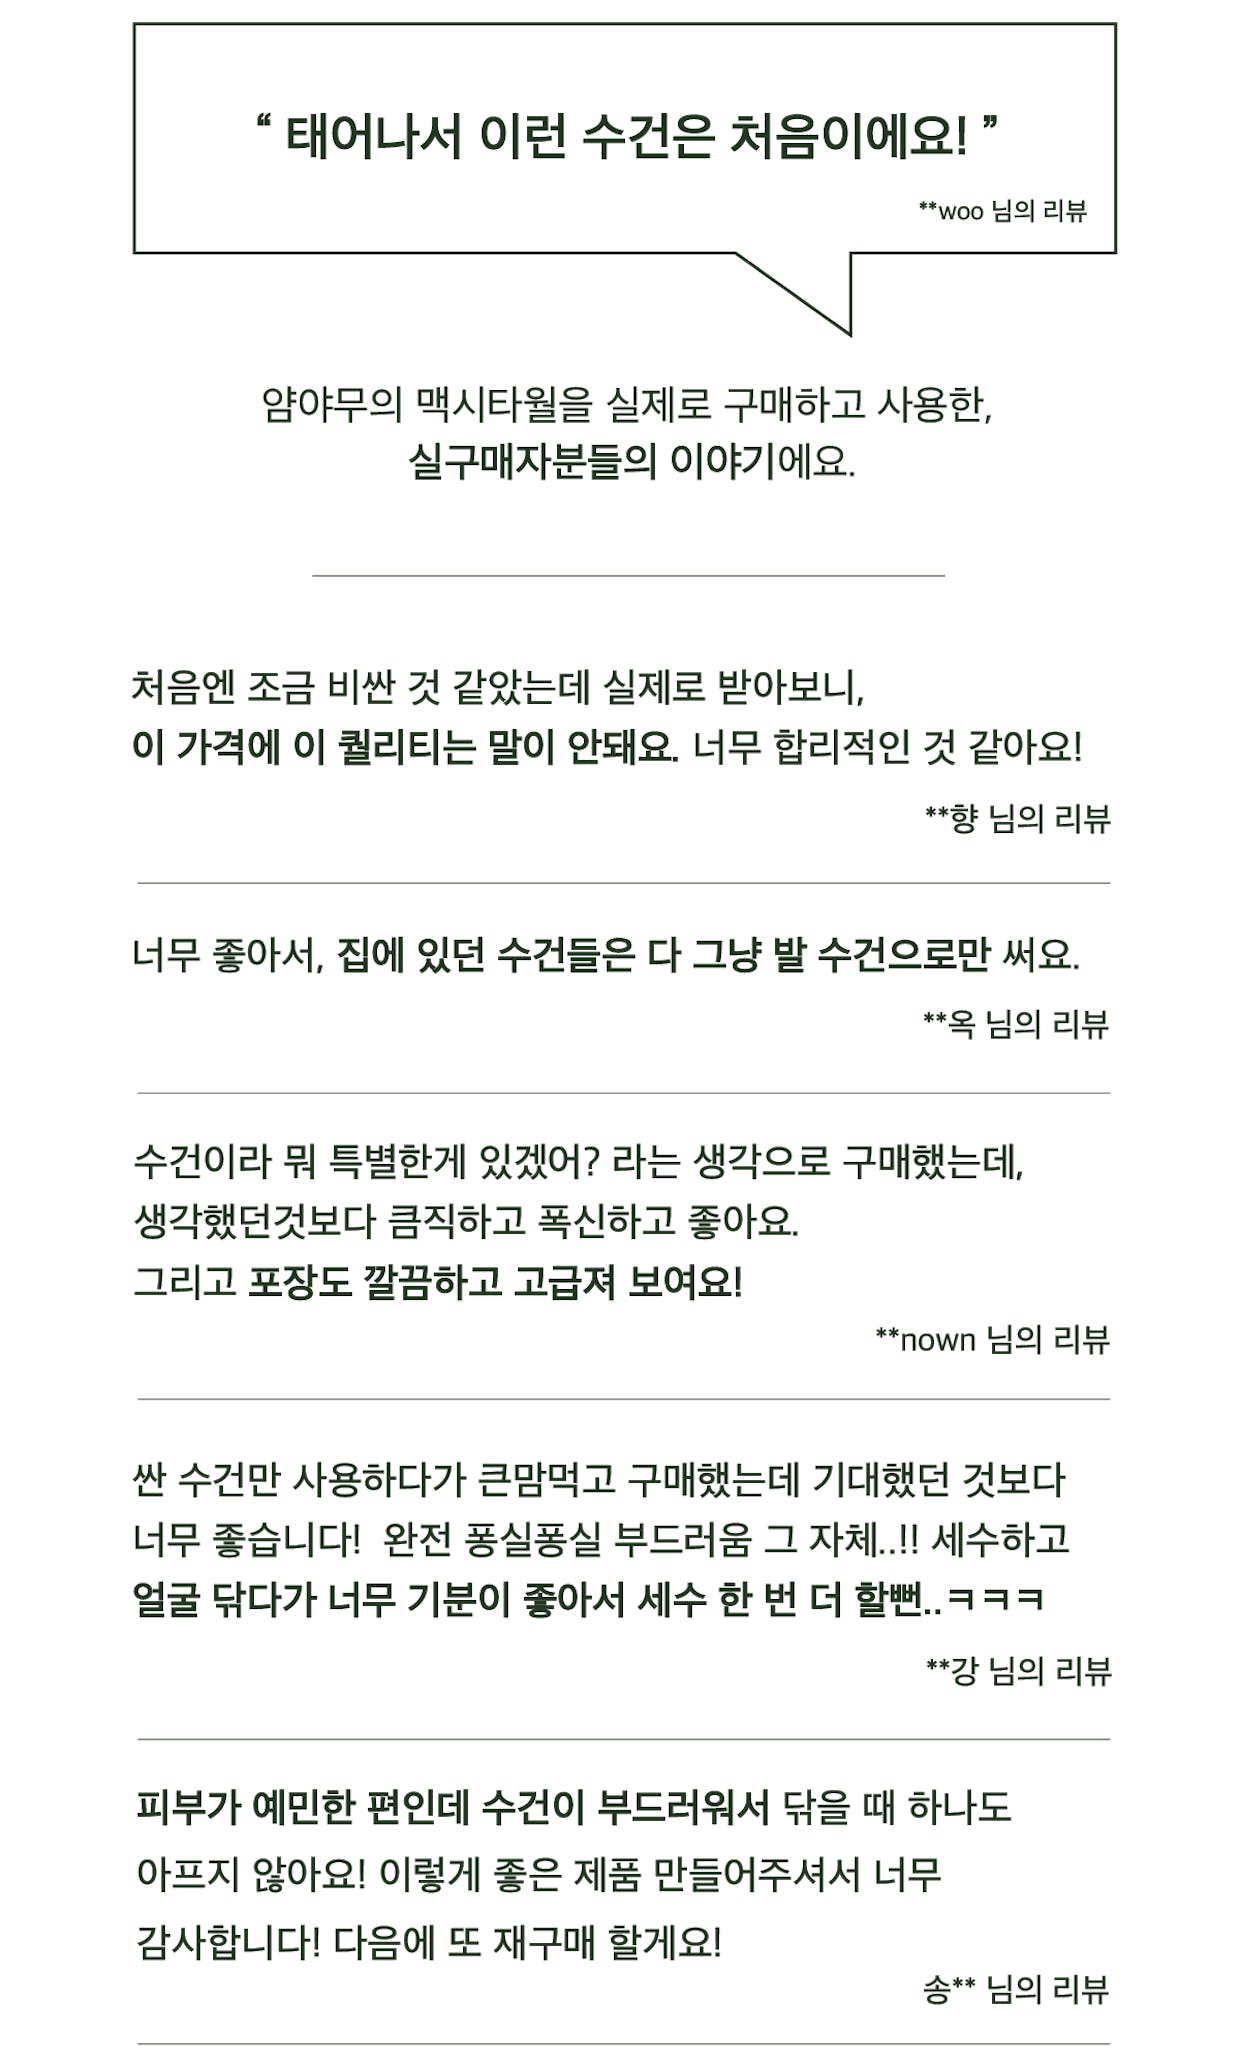 “ 태어나서 이런 수건은 처음이에요! ”
**woo 님의 리뷰
얌야무의 맥시타월을 실제로 구매하고 사용한,
실구매자분들의 이야기에요.
처음엔 조금 비싼 것 같았는데 실제로 받아보니,
이 가격에 이 퀄리티는 말이 안돼요. 너무 합리적인 것 같아요!
**향 님의 리뷰
너무 좋아서, 집에 있던 수건들은 다 그냥 발 수건으로만 써요.
**옥 님의 리뷰
수건이라 뭐 특별한게 있겠어? 라는 생각으로 구매했는데,
생각했던것보다 큼직하고 폭신하고 좋아요.
그리고 포장도 깔끔하고 고급져 보여요!
**nown 님의 리뷰
싼 수건만 사용하다가 큰맘먹고 구매했는데 기대했던 것보다
너무 좋습니다! 완전 퐁실퐁실 부드러움 그 자체..!! 세수하고
얼굴 닦다가 너무 기분이 좋아서 세수 한 번 더 할뻔..ㅋㅋㅋ
**강 님의 리뷰
피부가 예민한 편인데 수건이 부드러워서 닦을 때 하나도
아프지 않아요! 이렇게 좋은 제품 만들어주셔서 너무
감사합니다! 다음에 또 재구매 할게요!
송** 님의 리뷰